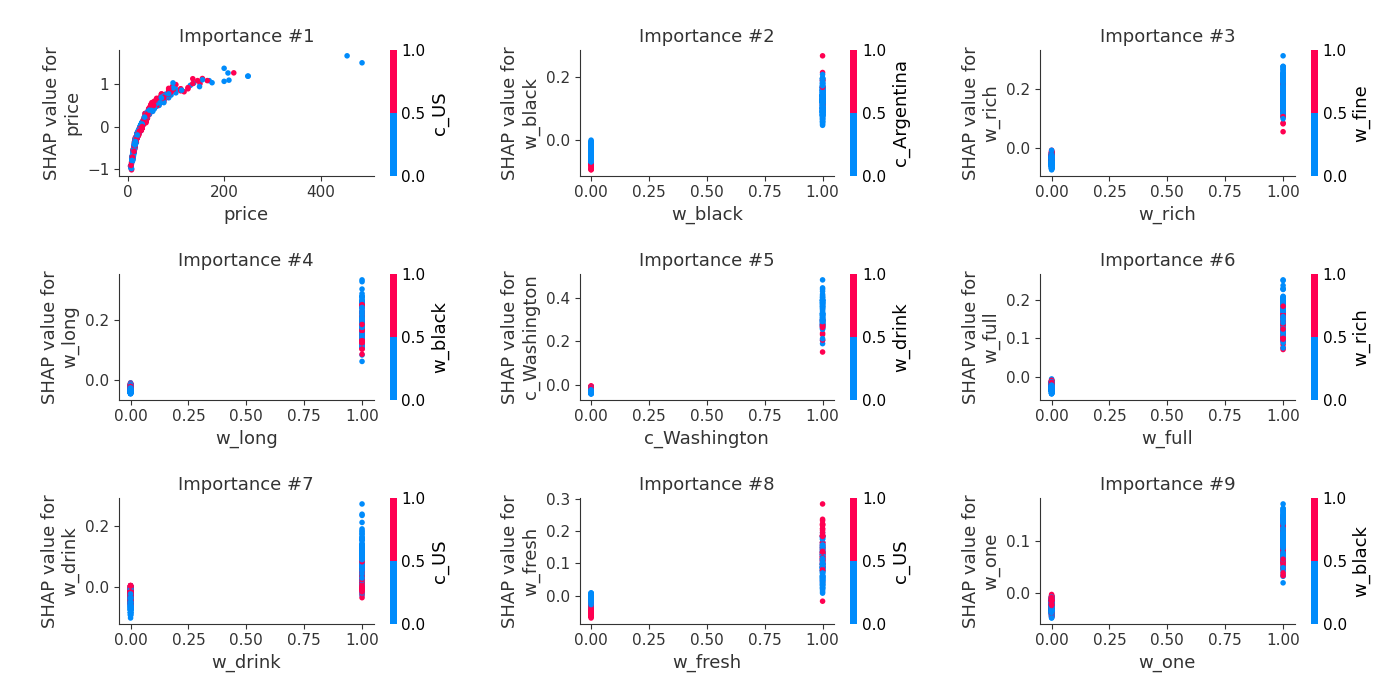 Importance #1
SHAP value for
price
1
0
−1
0
200
400
price
1.0
0.5
0.0
c_US
Importance #2
SHAP value for
w_black
0.2
0.0
0.00
0.25
0.50
0.75
1.00
w_black
1.0
0.5
0.0
c_Argentina
Importance #3
SHAP value for
w_rich
0.2
0.0
0.00
0.25
0.50
0.75
1.00
w_rich
1.0
0.5
0.0
w_fine
Importance #4
SHAP value for
w_long
0.2
0.0
0.00
0.25
0.50
0.75
1.00
w_long
1.0
0.5
0.0
w_black
Importance #5
SHAP value for
c_Washington
0.4
0.2
0.0
0.00
0.25
0.50
0.75
1.00
c_Washington
1.0
0.5
0.0
w_drink
Importance #6
SHAP value for
w_full
0.2
0.1
0.0
0.00
0.25
0.50
0.75
1.00
w_full
1.0
0.5
0.0
w_rich
Importance #7
SHAP value for
w_drink
0.2
0.0
0.00
0.25
0.50
0.75
1.00
w_drink
1.0
0.5
0.0
c_US
Importance #8
SHAP value for
w_fresh
0.3
0.2
0.1
0.0
0.00
0.25
0.50
0.75
1.00
w_fresh
1.0
0.5
0.0
c_US
Importance #9
SHAP value for
w_one
0.1
0.0
0.00
0.25
0.50
0.75
1.00
w_one
1.0
0.5
0.0
w_black